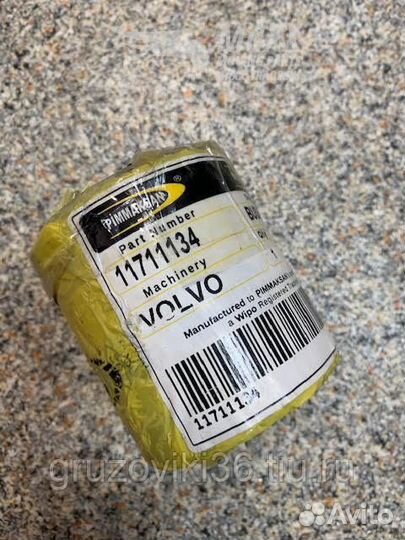 PIMMAKSAN
Part Number
11711134
Machinery
VOLVO
Manufactured to PIMMAKSAN
a Wipo Registered
11711134
gruzoviki36.tiu.ru
Avito